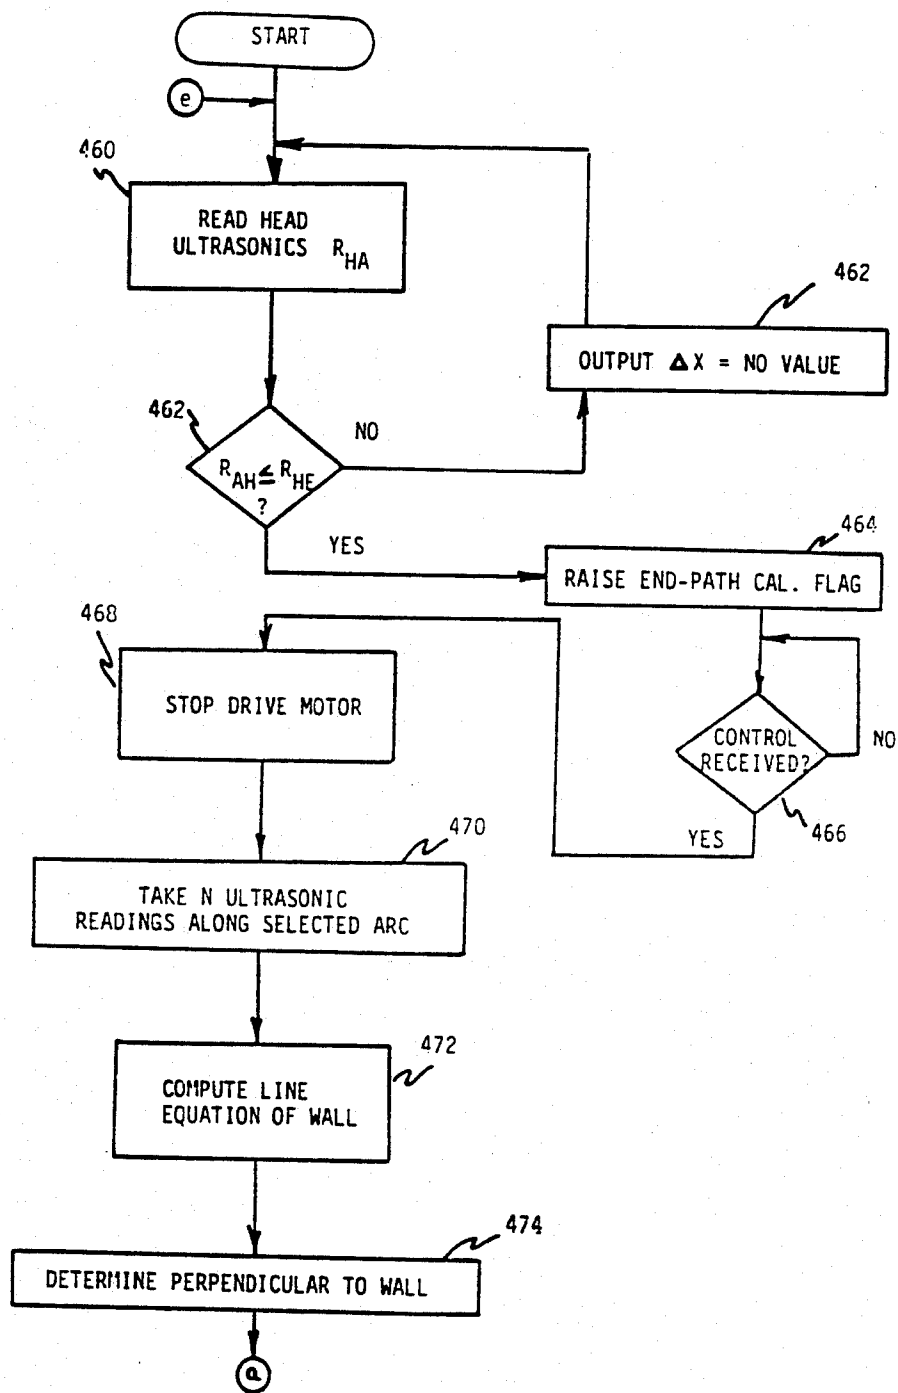 START
e
460
READ HEAD
ULTRASONICS R_HA
462
OUTPUT ΔX = NO VALUE
462
NO
R_AH ≤ R_HE
?
YES
464
RAISE END-PATH CAL. FLAG
468
STOP DRIVE MOTOR
CONTROL
RECEIVED?
NO
466
YES
470
TAKE N ULTRASONIC
READINGS ALONG SELECTED ARC
472
COMPUTE LINE
EQUATION OF WALL
474
DETERMINE PERPENDICULAR TO WALL
a